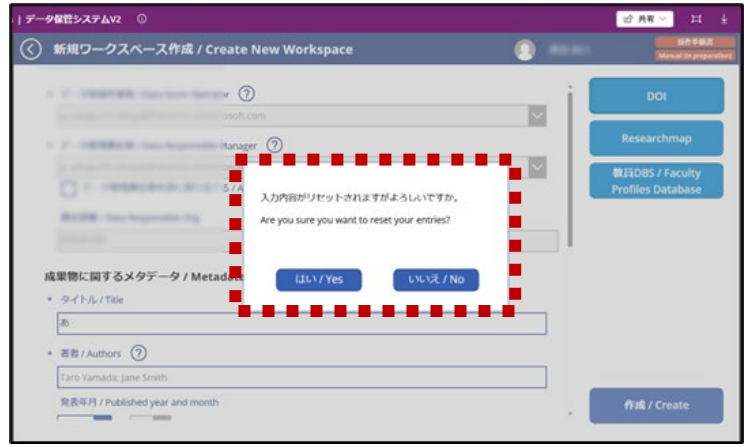 | データ保管システムV2
共有
新規ワークスペース作成 / Create New Workspace
操作手順書
Manual (in preparation)
DOI
Researchmap
教員DBS / Faculty
Profiles Database
Manager
入力内容がリセットされますがよろしいですか。
Are you sure you want to reset your entries?
はい / Yes
いいえ / No
成果物に関するメタデータ / Metadata
* タイトル / Title
あ
* 著者 / Authors
Taro Yamada; Jane Smith
発表年月 / Published year and month
作成 / Create